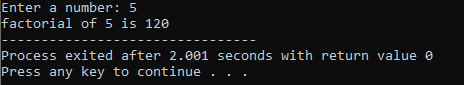 Enter a number: 5
factorial of 5 is 120
--------------------------------
Process exited after 2.001 seconds with return value 0
Press any key to continue . . .